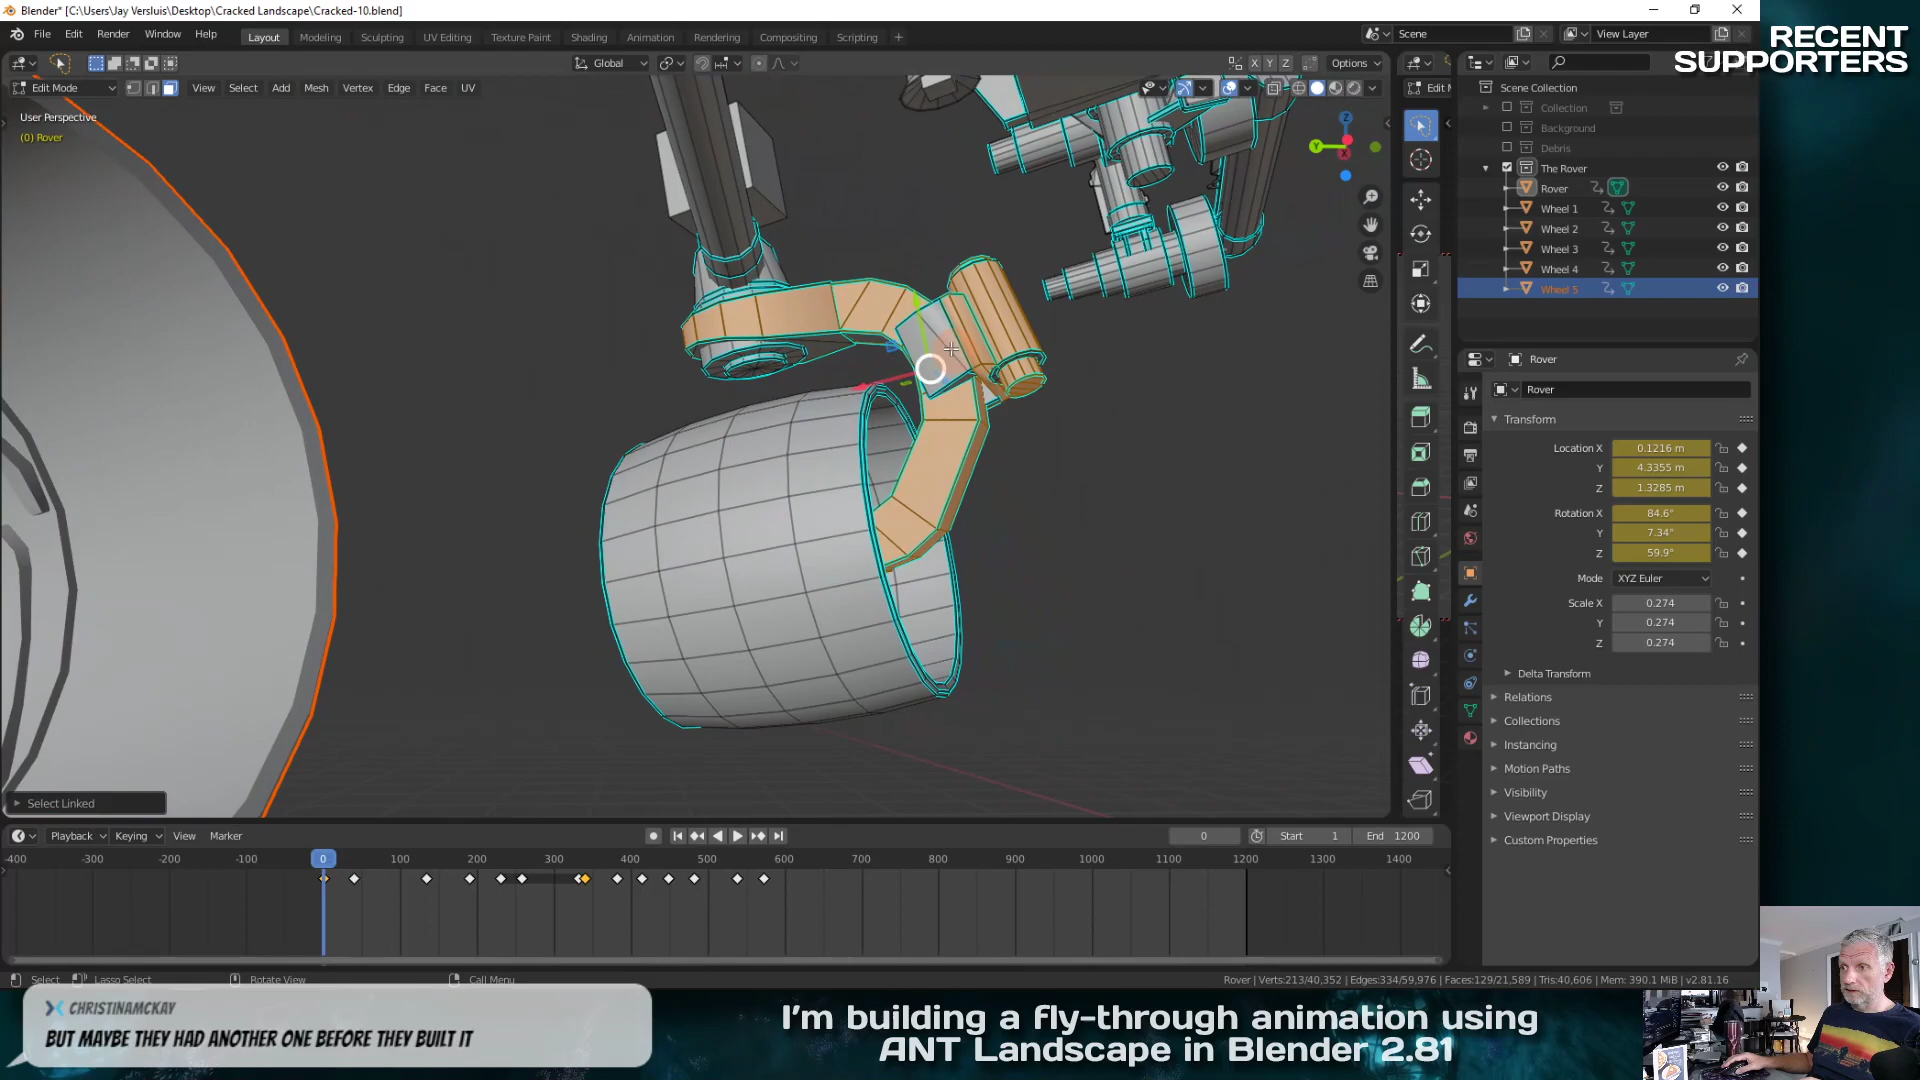 Blender* [C:\Users\Jay Versluis\Desktop\Cracked Landscape\Cracked-10.blend]
File Edit Render Window Help
Layout Modeling Sculpting UV Editing Texture Paint Shading Animation Rendering Compositing Scripting +
Scene
View Layer
RECENT
SUPPORTERS
Global
X Y Z
Options
Edit Mode
View Select Add Mesh Vertex Edge Face UV
User Perspective
(0) Rover
Z
Y
X
Scene Collection
Collection
Background
Debris
The Rover
Rover
Wheel 1
Wheel 2
Wheel 3
Wheel 4
Wheel 5
Rover
Rover
Transform
Location X 0.1216 m
Y 4.3355 m
Z 1.3285 m
Rotation X 84.6°
Y 7.34°
Z 59.9°
Mode XYZ Euler
Scale X 0.274
Y 0.274
Z 0.274
Delta Transform
Relations
Collections
Instancing
Motion Paths
Visibility
Viewport Display
Custom Properties
Select Linked
Playback Keying View Marker
0
Start 1
End 1200
-400 -300 -200 -100 0 100 200 300 400 500 600 700 800 900 1000 1100 1200 1300 1400
Select Lasso Select Rotate View Call Menu
Rover | Verts:213/40,352 | Edges:334/59,976 | Faces:129/21,589 | Tris:40,606 | Mem: 390.1 MiB | v2.81.16
CHRISTINAMCKAY
BUT MAYBE THEY HAD ANOTHER ONE BEFORE THEY BUILT IT
I'm building a fly-through animation using
ANT Landscape in Blender 2.81